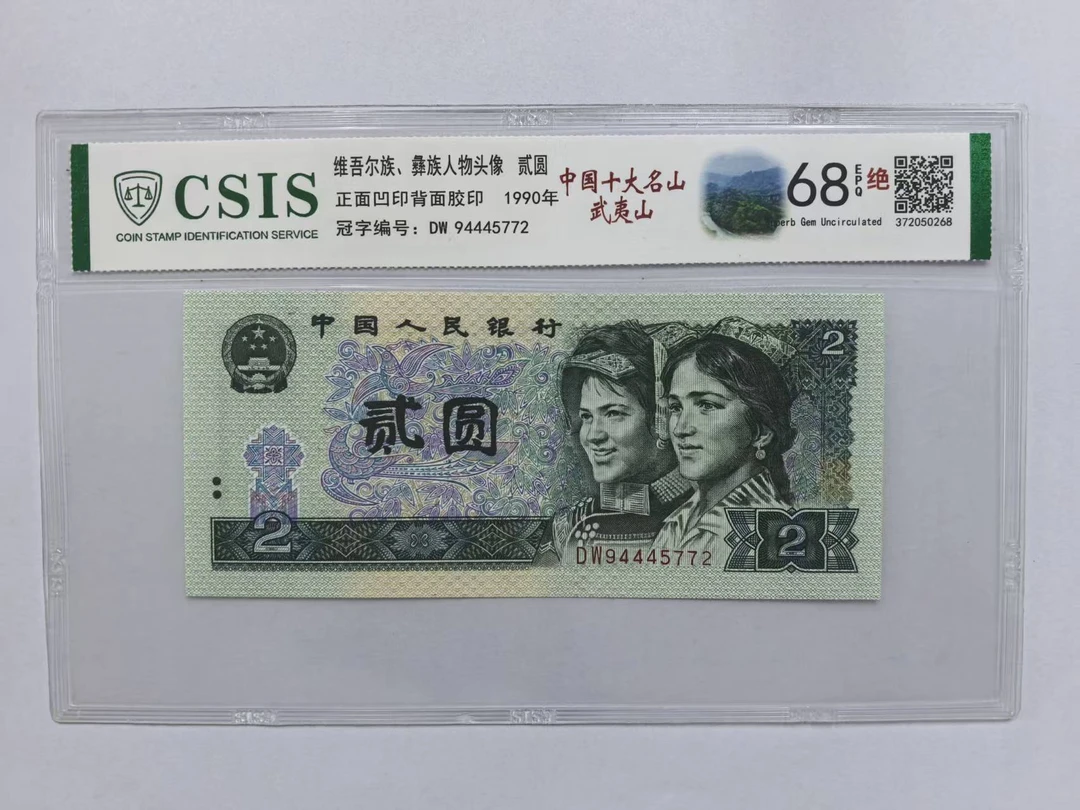 CSIS
COIN STAMP IDENTIFICATION SERVICE
维吾尔族、彝族人物头像 贰圆
正面凹印背面胶印 1990年
冠字编号: DW 94445772
中国十大名山
武夷山
68 EPQ 绝
Gem Uncirculated
372050268
中国人民银行
2
贰圆
2
DW94445772
2